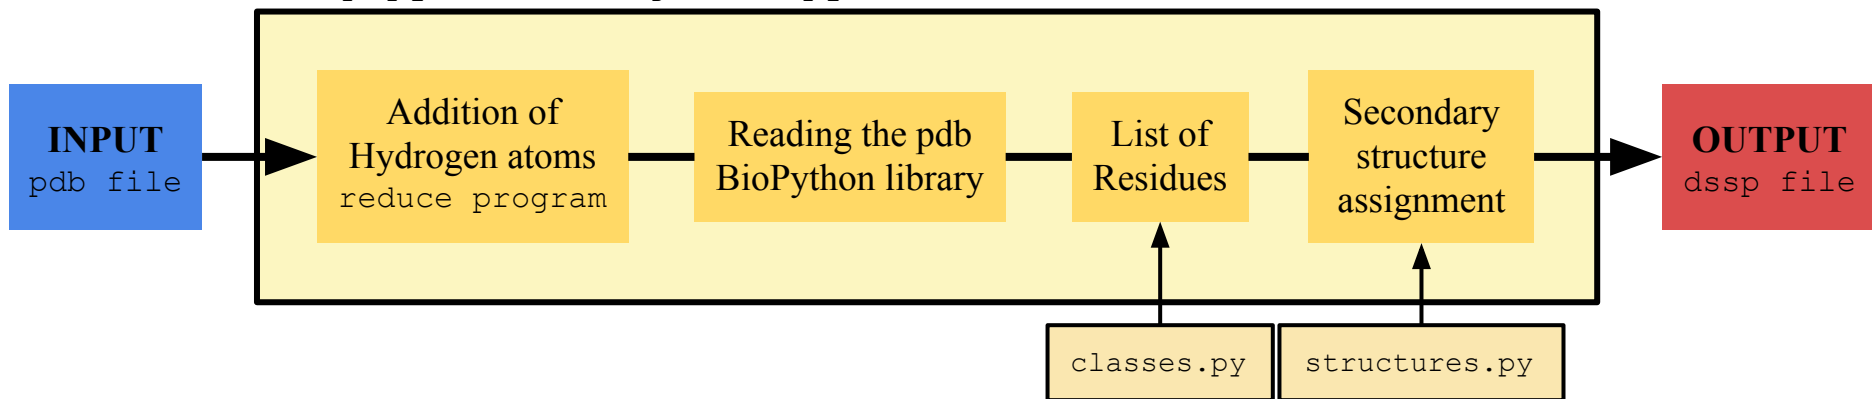 INPUT
pdb file
Addition of
Hydrogen atoms
reduce program
Reading the pdb
BioPython library
List of
Residues
Secondary
structure
assignment
OUTPUT
dssp file
classes.py
structures.py